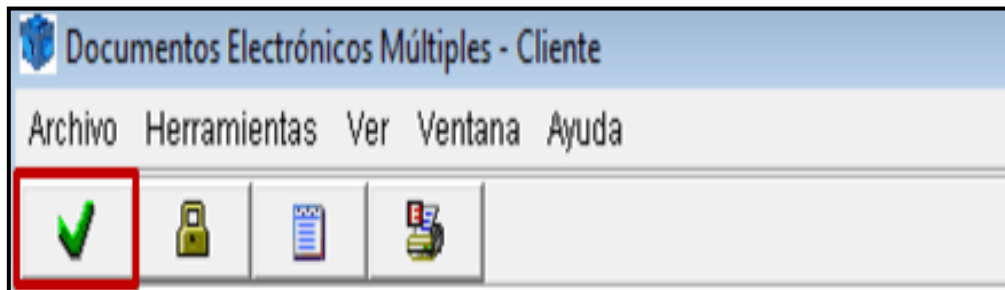 Documentos Electrónicos Múltiples - Cliente
Archivo Herramientas Ver Ventana Ayuda
E